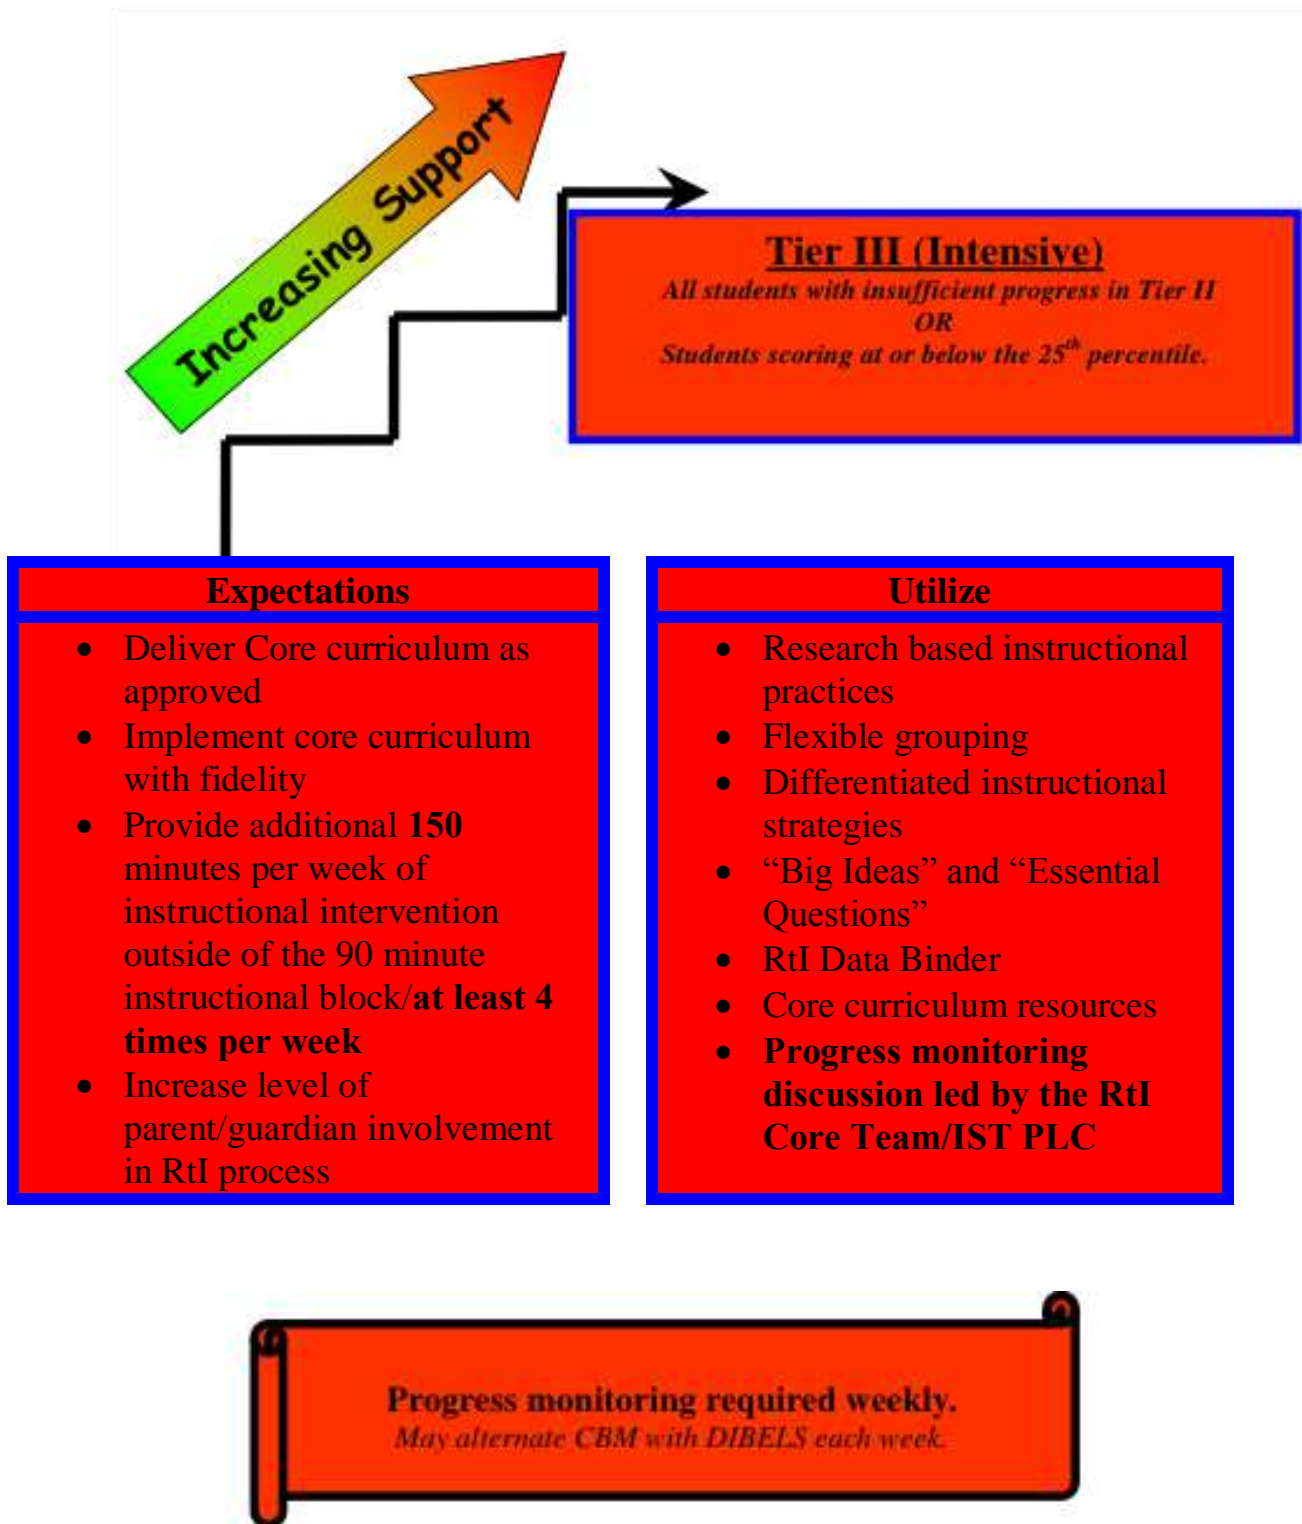 Increasing Support
Tier III (Intensive)
All students with insufficient progress in Tier II
OR
Students scoring at or below the 25th percentile.
Expectations
• Deliver Core curriculum as
approved
• Implement core curriculum
with fidelity
• Provide additional 150
minutes per week of
instructional intervention
outside of the 90 minute
instructional block/at least 4
times per week
• Increase level of
parent/guardian involvement
in RtI process
Utilize
• Research based instructional
practices
• Flexible grouping
• Differentiated instructional
strategies
• “Big Ideas” and “Essential
Questions”
• RtI Data Binder
• Core curriculum resources
• Progress monitoring
discussion led by the RtI
Core Team/IST PLC
Progress monitoring required weekly.
May alternate CBM with DIBELS each week.